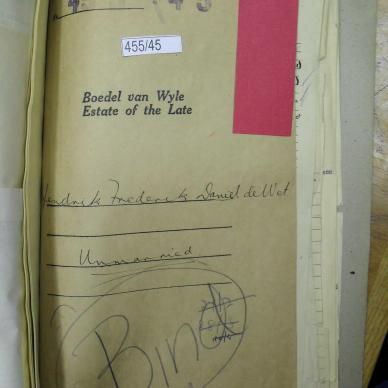 455/45
Boedel van Wyle
Estate of the Late
Hendrik Frederik Daniel de Wet
Unmarried
Bind